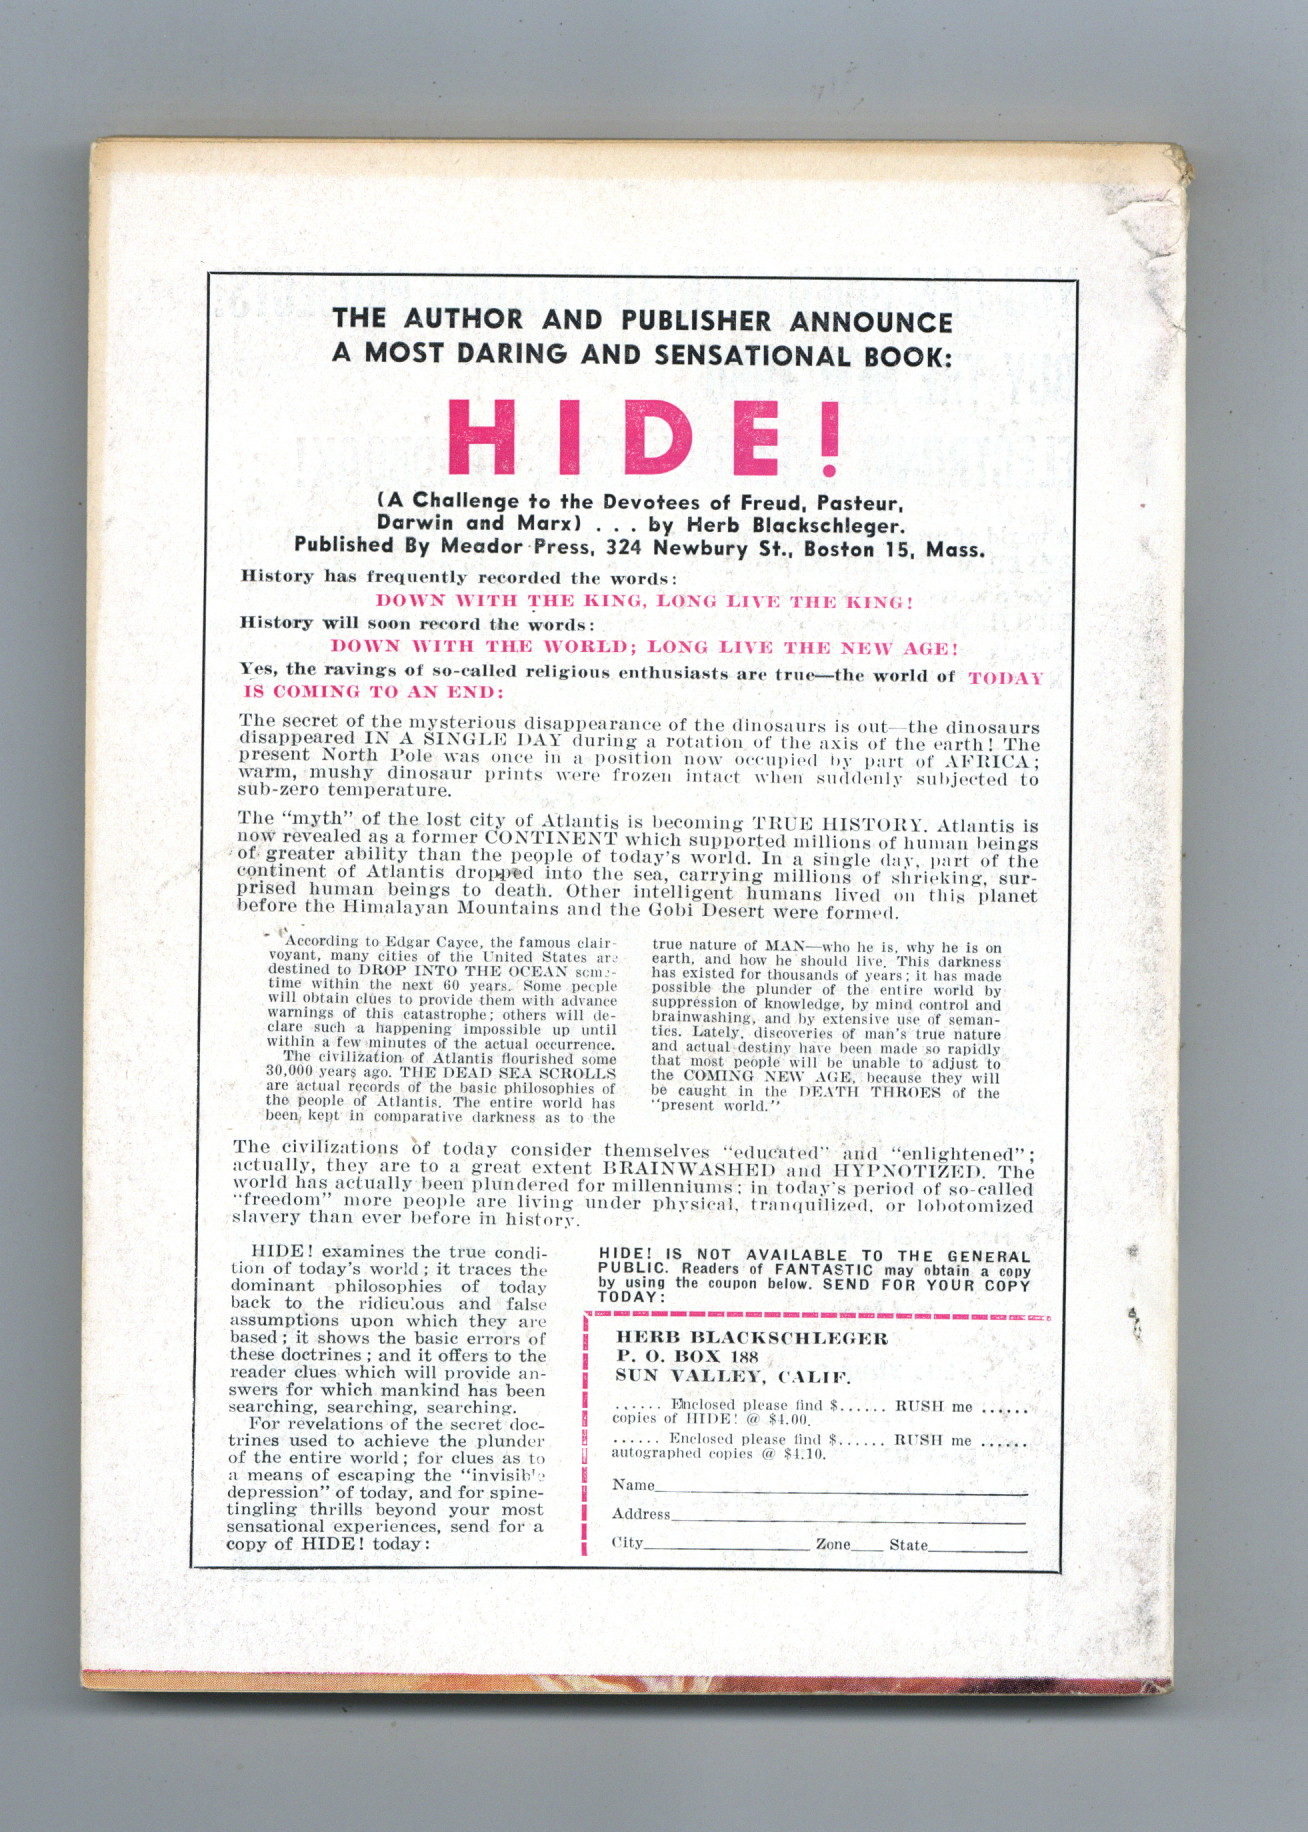 THE AUTHOR AND PUBLISHER ANNOUNCE
A MOST DARING AND SENSATIONAL BOOK:
HIDE!
(A Challenge to the Devotees of Freud, Pasteur,
Darwin and Marx) . . . by Herb Blackschleger.
Published By Meador Press, 324 Newbury St., Boston 15, Mass.
History has frequently recorded the words:
DOWN WITH THE KING, LONG LIVE THE KING!
History will soon record the words:
DOWN WITH THE WORLD; LONG LIVE THE NEW AGE!
Yes, the ravings of so-called religious enthusiasts are true—the world of TODAY
IS COMING TO AN END:
The secret of the mysterious disappearance of the dinosaurs is out—the dinosaurs
disappeared IN A SINGLE DAY during a rotation of the axis of the earth! The
present North Pole was once in a position now occupied by part of AFRICA;
warm, mushy dinosaur prints were frozen intact when suddenly subjected to
sub-zero temperature.
The “myth” of the lost city of Atlantis is becoming TRUE HISTORY. Atlantis is
now revealed as a former CONTINENT which supported millions of human beings
of greater ability than the people of today's world. In a single day, part of the
continent of Atlantis dropped into the sea, carrying millions of shrieking, sur-
prised human beings to death. Other intelligent humans lived on this planet
before the Himalayan Mountains and the Gobi Desert were formed.
According to Edgar Cayce, the famous clair-
voyant, many cities of the United States are
destined to DROP INTO THE OCEAN some-
time within the next 60 years. Some people
will obtain clues to provide them with advance
warnings of this catastrophe; others will de-
clare such a happening impossible up until
within a few minutes of the actual occurrence.
The civilization of Atlantis flourished some
30,000 years ago. THE DEAD SEA SCROLLS
are actual records of the basic philosophies of
the people of Atlantis. The entire world has
been kept in comparative darkness as to the
true nature of MAN—who he is, why he is on
earth, and how he should live. This darkness
has existed for thousands of years; it has made
possible the plunder of the entire world by
suppression of knowledge, by mind control and
brainwashing, and by extensive use of seman-
tics. Lately, discoveries of man's true nature
and actual destiny have been made so rapidly
that most people will be unable to adjust to
the COMING NEW AGE, because they will
be caught in the DEATH THROES of the
“present world.”
The civilizations of today consider themselves “educated” and “enlightened”;
actually, they are to a great extent BRAINWASHED and HYPNOTIZED. The
world has actually been plundered for millenniums; in today's period of so-called
“freedom” more people are living under physical, tranquilized, or lobotomized
slavery than ever before in history.
HIDE! examines the true condi-
tion of today's world; it traces the
dominant philosophies of today
back to the ridiculous and false
assumptions upon which they are
based; it shows the basic errors of
these doctrines; and it offers to the
reader clues which will provide an-
swers for which mankind has been
searching, searching, searching.
For revelations of the secret doc-
trines used to achieve the plunder
of the entire world; for clues as to
a means of escaping the “invisible
depression” of today, and for spine-
tingling thrills beyond your most
sensational experiences, send for a
copy of HIDE! today:
HIDE! IS NOT AVAILABLE TO THE GENERAL
PUBLIC. Readers of FANTASTIC may obtain a copy
by using the coupon below. SEND FOR YOUR COPY
TODAY:
HERB BLACKSCHLEGER
P. O. BOX 188
SUN VALLEY, CALIF.
...... Enclosed please find $...... RUSH me ......
copies of HIDE! @ $4.00.
...... Enclosed please find $...... RUSH me ......
autographed copies @ $4.10.
Name
Address
City Zone State